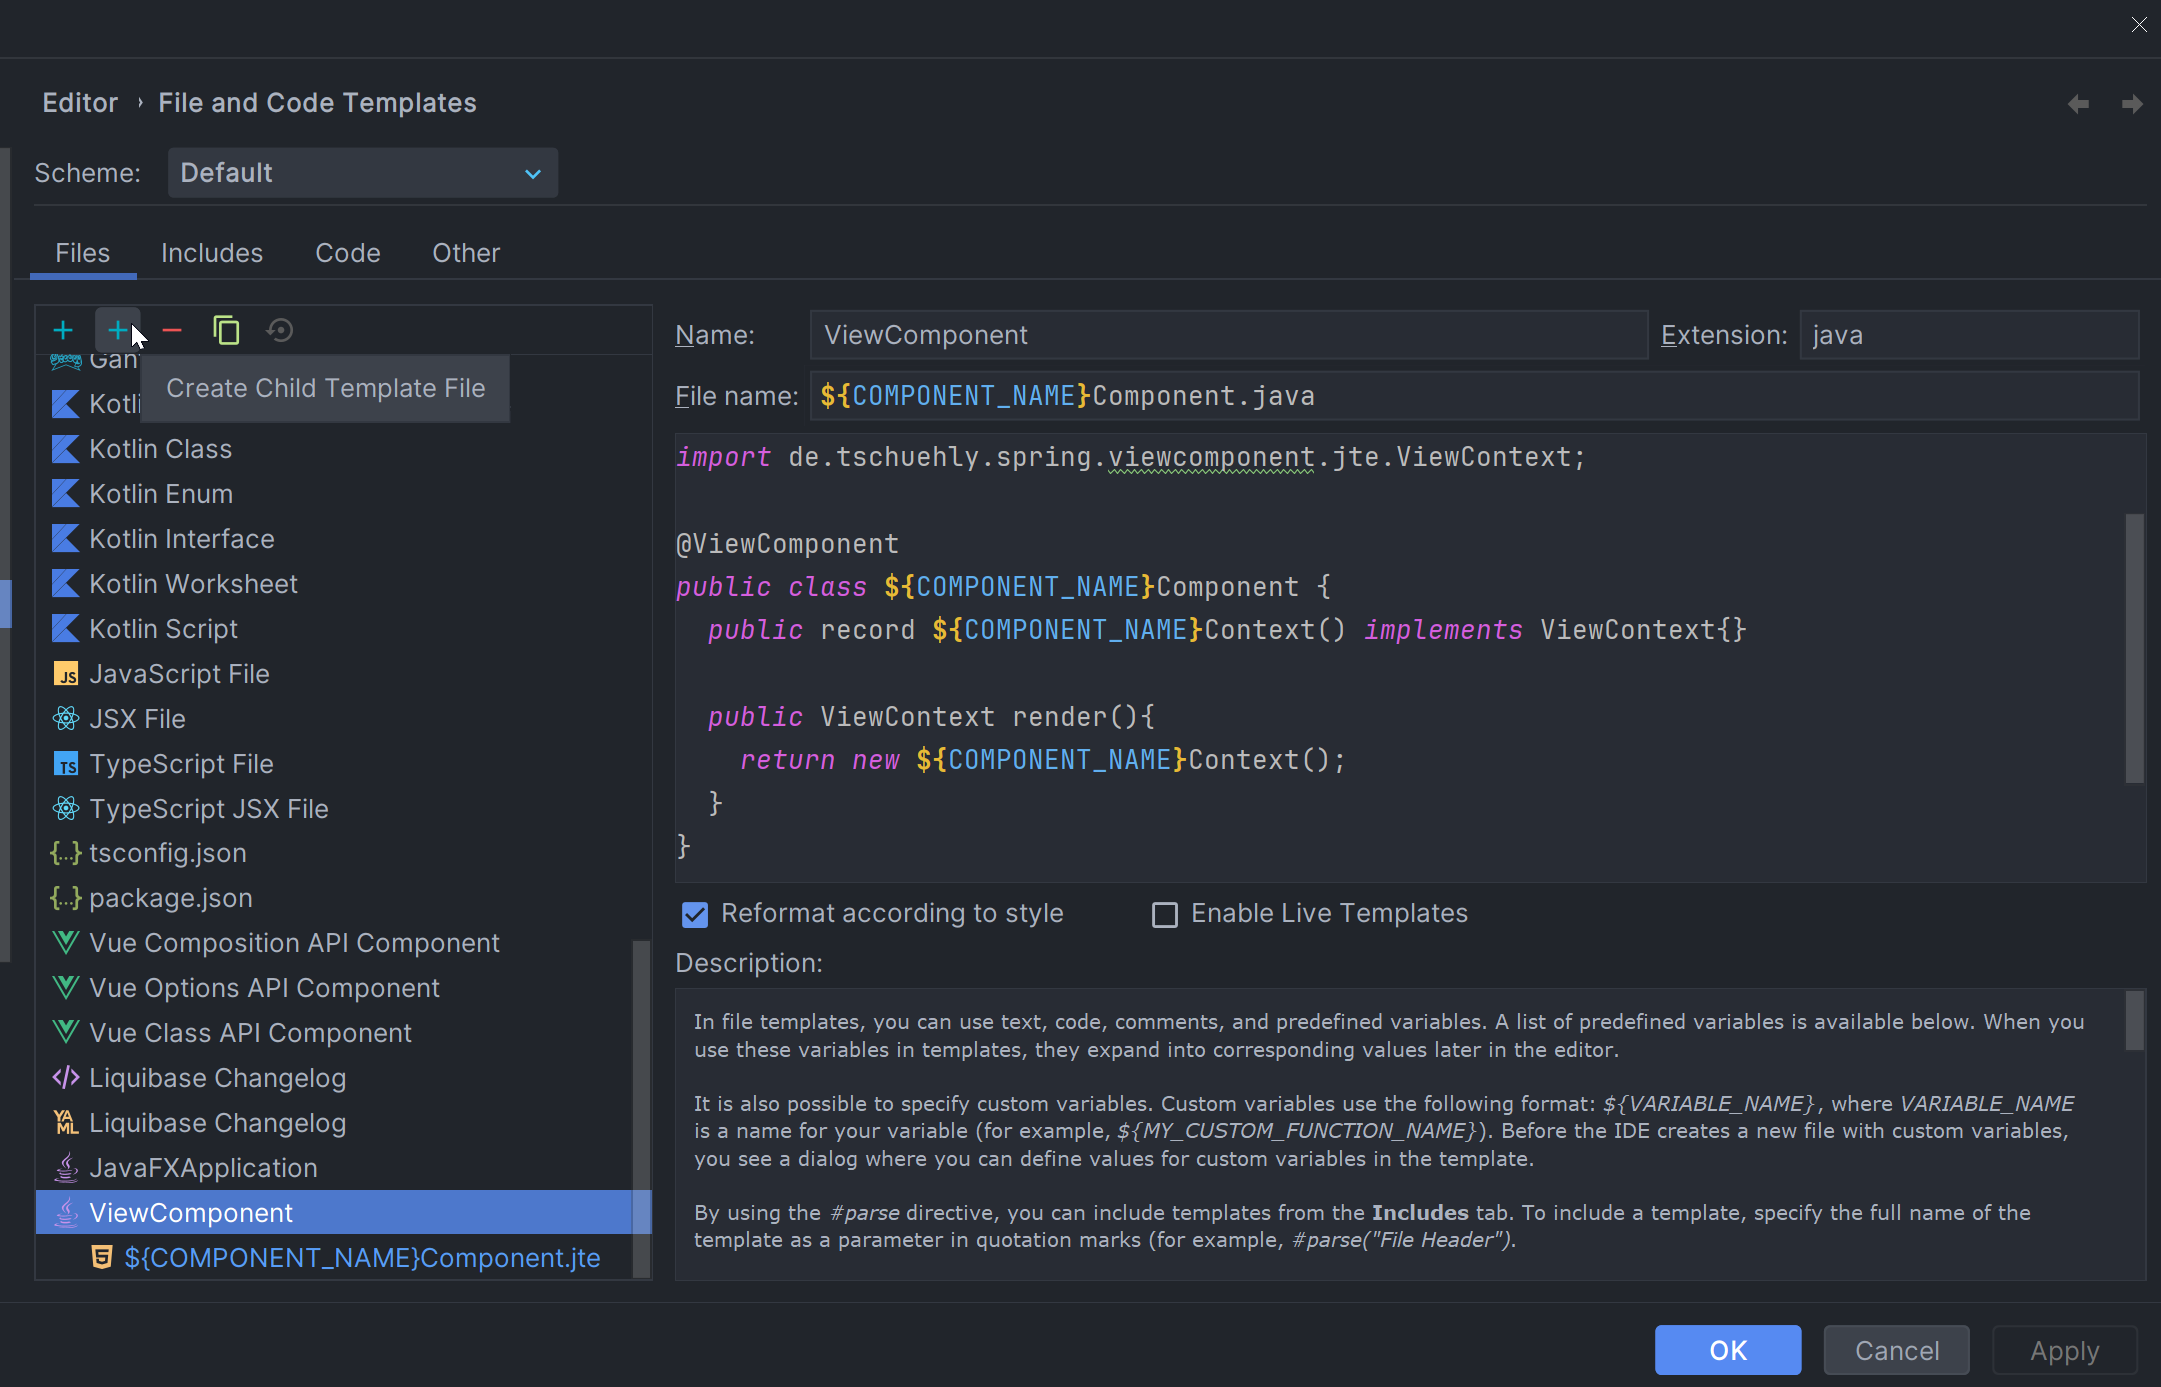 Editor › File and Code Templates
Scheme: Default
Files Includes Code Other
Create Child Template File
Kotlin Class
Kotlin Enum
Kotlin Interface
Kotlin Worksheet
Kotlin Script
JavaScript File
JSX File
TypeScript File
TypeScript JSX File
tsconfig.json
package.json
Vue Composition API Component
Vue Options API Component
Vue Class API Component
Liquibase Changelog
Liquibase Changelog
JavaFXApplication
ViewComponent
${COMPONENT_NAME}Component.jte
Name: ViewComponent Extension: java
File name: ${COMPONENT_NAME}Component.java
import de.tschuehly.spring.viewcomponent.jte.ViewContext;
@ViewComponent
public class ${COMPONENT_NAME}Component {
public record ${COMPONENT_NAME}Context() implements ViewContext{}
public ViewContext render(){
return new ${COMPONENT_NAME}Context();
}
}
Reformat according to style Enable Live Templates
Description:
In file templates, you can use text, code, comments, and predefined variables. A list of predefined variables is available below. When you
use these variables in templates, they expand into corresponding values later in the editor.
It is also possible to specify custom variables. Custom variables use the following format: ${VARIABLE_NAME}, where VARIABLE_NAME
is a name for your variable (for example, ${MY_CUSTOM_FUNCTION_NAME}). Before the IDE creates a new file with custom variables,
you see a dialog where you can define values for custom variables in the template.
By using the #parse directive, you can include templates from the Includes tab. To include a template, specify the full name of the
template as a parameter in quotation marks (for example, #parse("File Header").
OK Cancel Apply